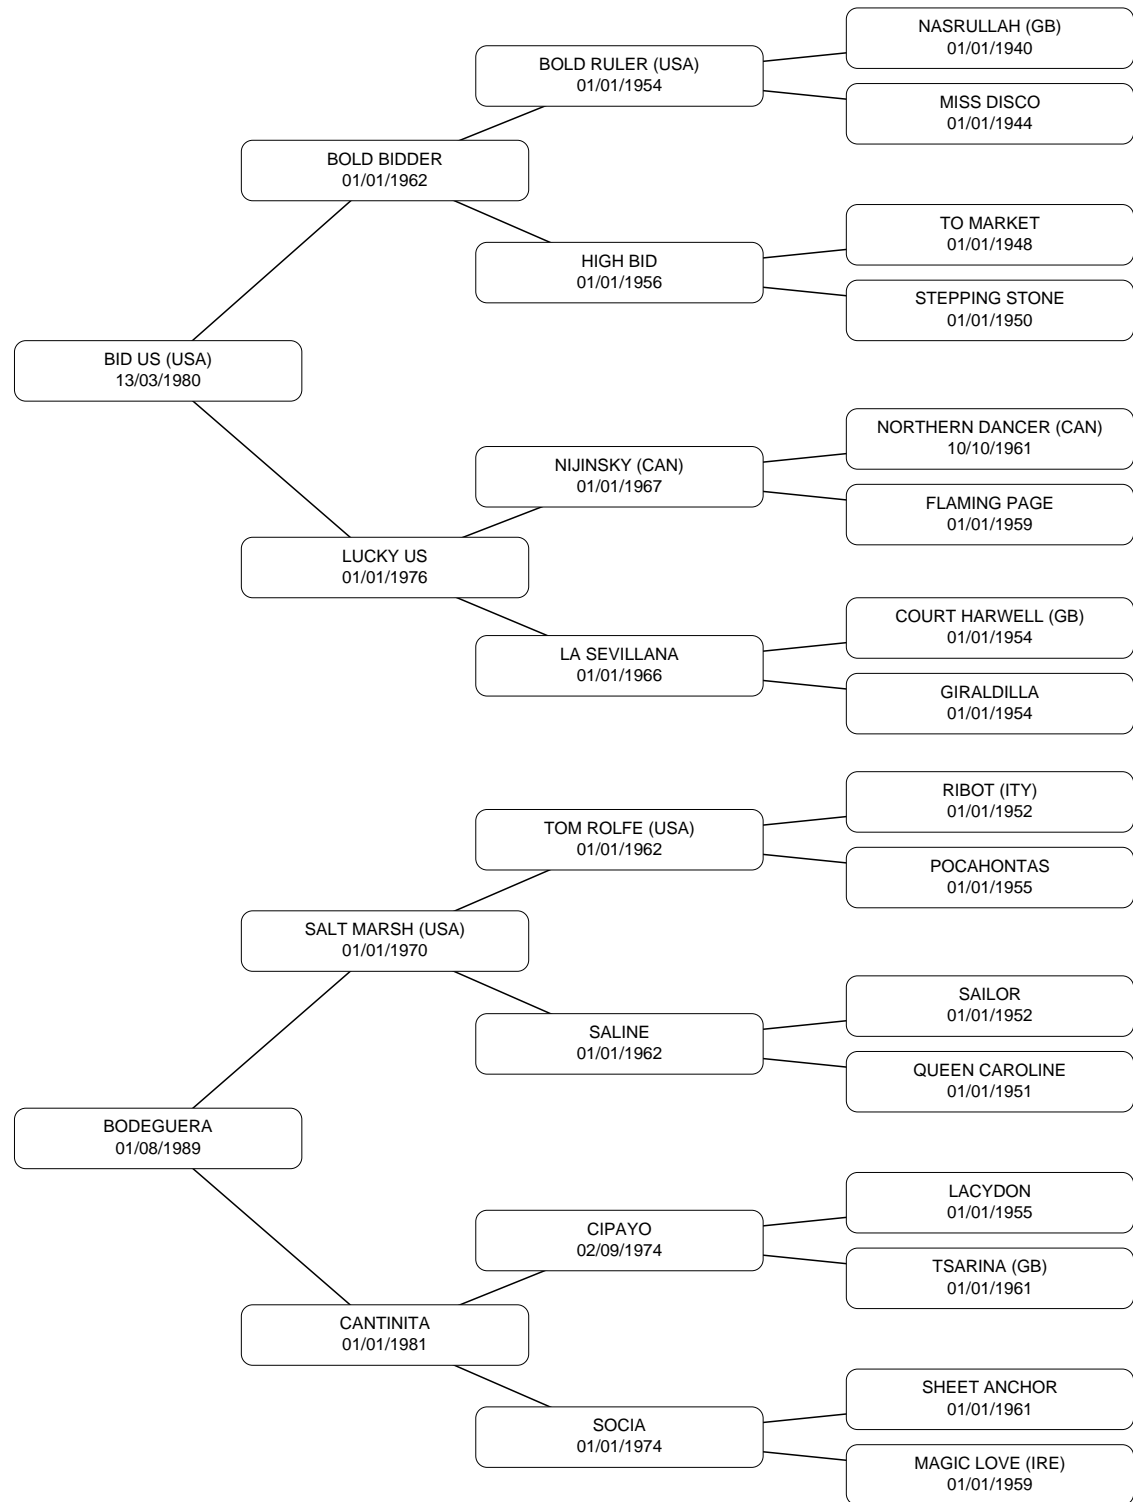 NASRULLAH (GB)
01/01/1940
BOLD RULER (USA)
01/01/1954
MISS DISCO
01/01/1944
BOLD BIDDER
01/01/1962
TO MARKET
01/01/1948
HIGH BID
01/01/1956
STEPPING STONE
01/01/1950
BID US (USA)
13/03/1980
NORTHERN DANCER (CAN)
10/10/1961
NIJINSKY (CAN)
01/01/1967
FLAMING PAGE
01/01/1959
LUCKY US
01/01/1976
COURT HARWELL (GB)
01/01/1954
LA SEVILLANA
01/01/1966
GIRALDILLA
01/01/1954
RIBOT (ITY)
01/01/1952
TOM ROLFE (USA)
01/01/1962
POCAHONTAS
01/01/1955
SALT MARSH (USA)
01/01/1970
SAILOR
01/01/1952
SALINE
01/01/1962
QUEEN CAROLINE
01/01/1951
BODEGUERA
01/08/1989
LACYDON
01/01/1955
CIPAYO
02/09/1974
TSARINA (GB)
01/01/1961
CANTINITA
01/01/1981
SHEET ANCHOR
01/01/1961
SOCIA
01/01/1974
MAGIC LOVE (IRE)
01/01/1959